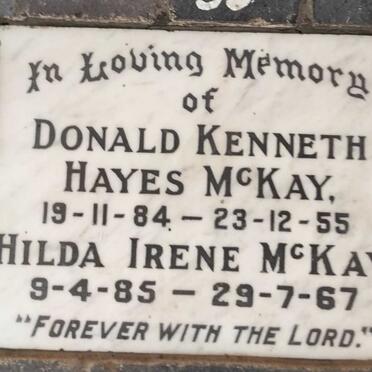 In Loving Memory
of
DONALD KENNETH
HAYES McKAY,
19-11-84 - 23-12-55
HILDA IRENE McKAY
9-4-85 - 29-7-67
"FOREVER WITH THE LORD."